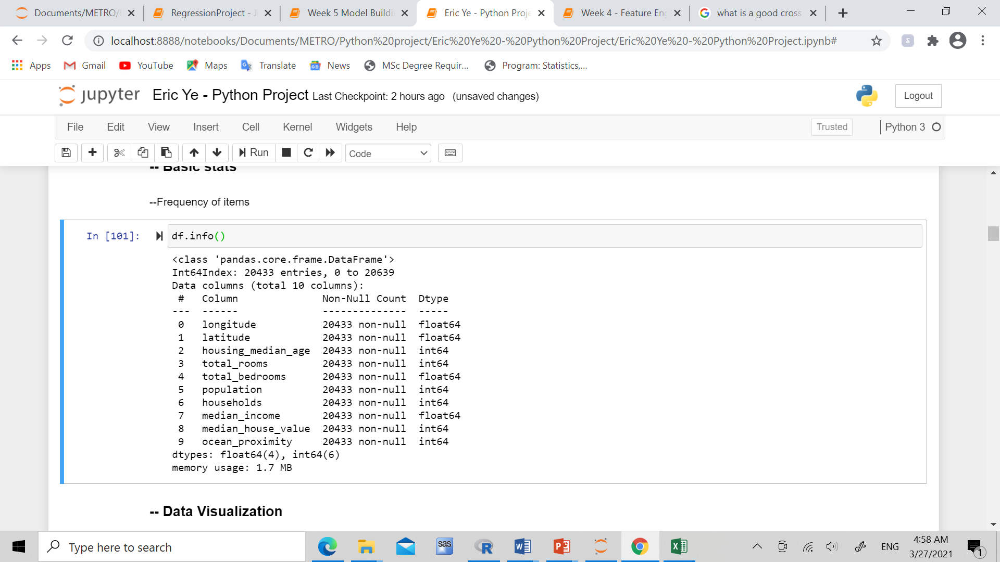 Documents/METRO/
RegressionProject - J
Week 5 Model Buildi
Eric Ye - Python Proje
Week 4 - Feature Eng
what is a good cross
localhost:8888/notebooks/Documents/METRO/Python%20project/Eric%20Ye%20-%20Python%20Project/Eric%20Ye%20-%20Python%20Project.ipynb#
Apps Gmail YouTube Maps Translate News MSc Degree Requir... Program: Statistics,...
jupyter Eric Ye - Python Project Last Checkpoint: 2 hours ago (unsaved changes) Logout
File Edit View Insert Cell Kernel Widgets Help Trusted Python 3
Run Code
-- Basic stats
--Frequency of items
In [101]: df.info()
<class 'pandas.core.frame.DataFrame'>
Int64Index: 20433 entries, 0 to 20639
Data columns (total 10 columns):
# Column Non-Null Count Dtype
--- ------ -------------- -----
0 longitude 20433 non-null float64
1 latitude 20433 non-null float64
2 housing_median_age 20433 non-null int64
3 total_rooms 20433 non-null int64
4 total_bedrooms 20433 non-null float64
5 population 20433 non-null int64
6 households 20433 non-null int64
7 median_income 20433 non-null float64
8 median_house_value 20433 non-null int64
9 ocean_proximity 20433 non-null int64
dtypes: float64(4), int64(6)
memory usage: 1.7 MB
-- Data Visualization
Type here to search
sas
ENG
4:58 AM
3/27/2021
1